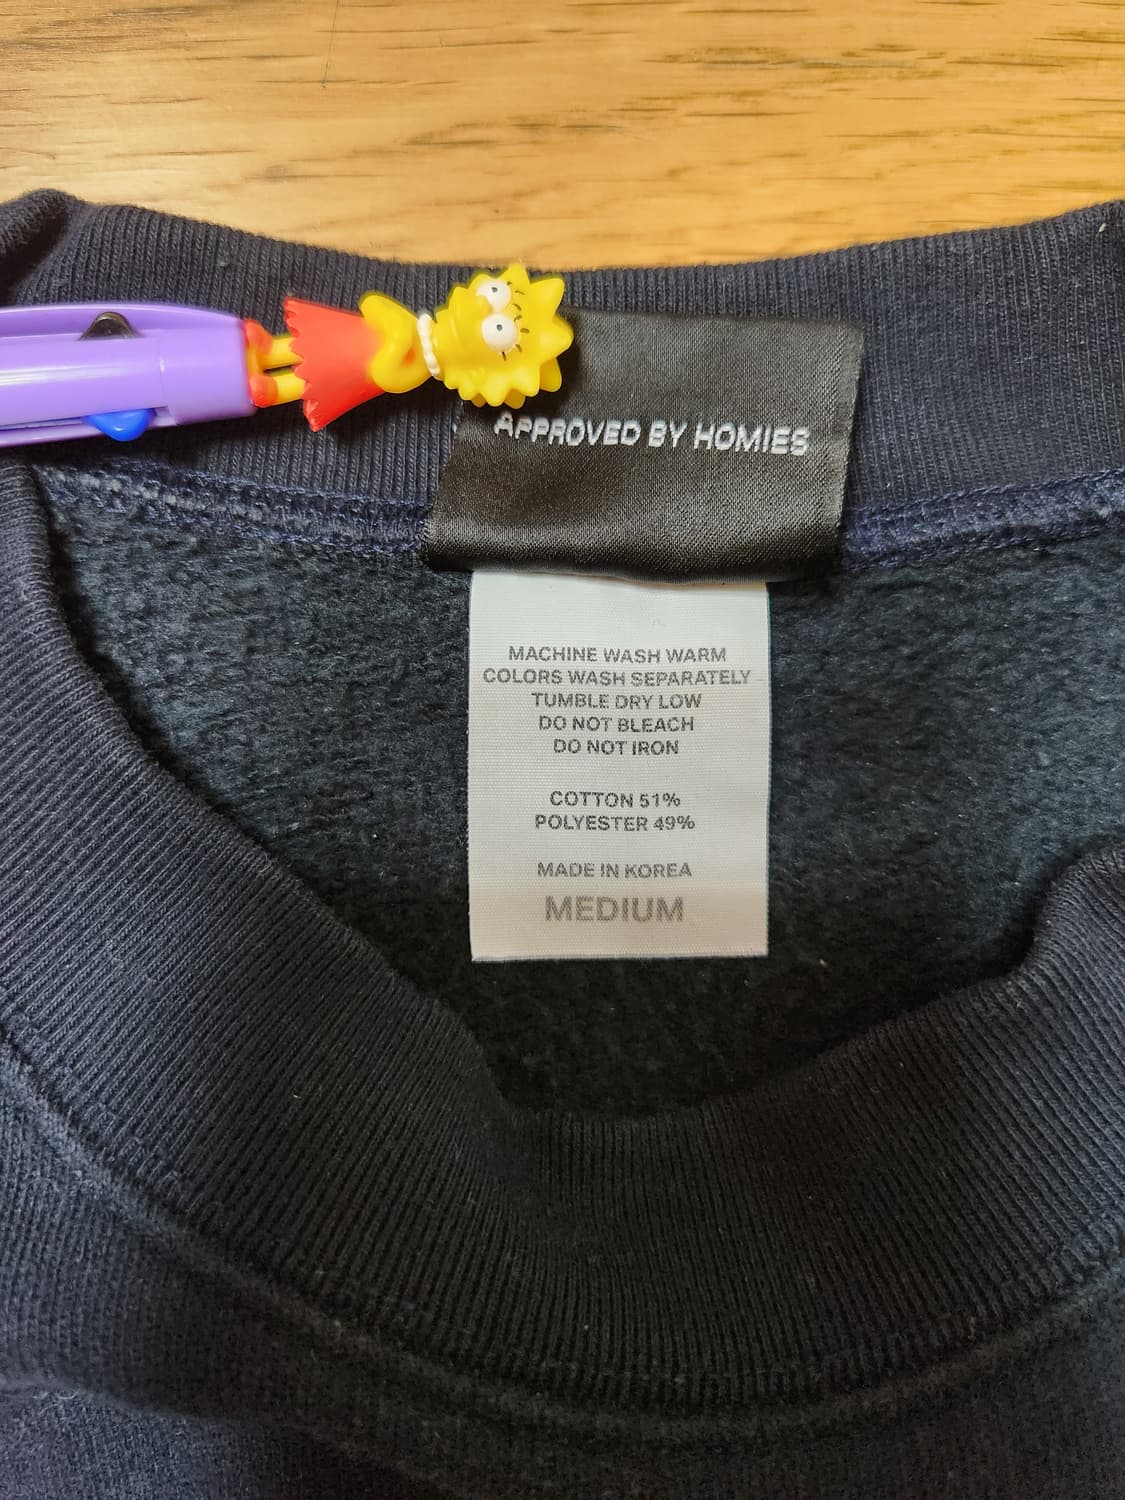 APPROVED BY HOMIES
MACHINE WASH WARM
COLORS WASH SEPARATELY
TUMBLE DRY LOW
DO NOT BLEACH
DO NOT IRON
COTTON 51%
POLYESTER 49%
MADE IN KOREA
MEDIUM